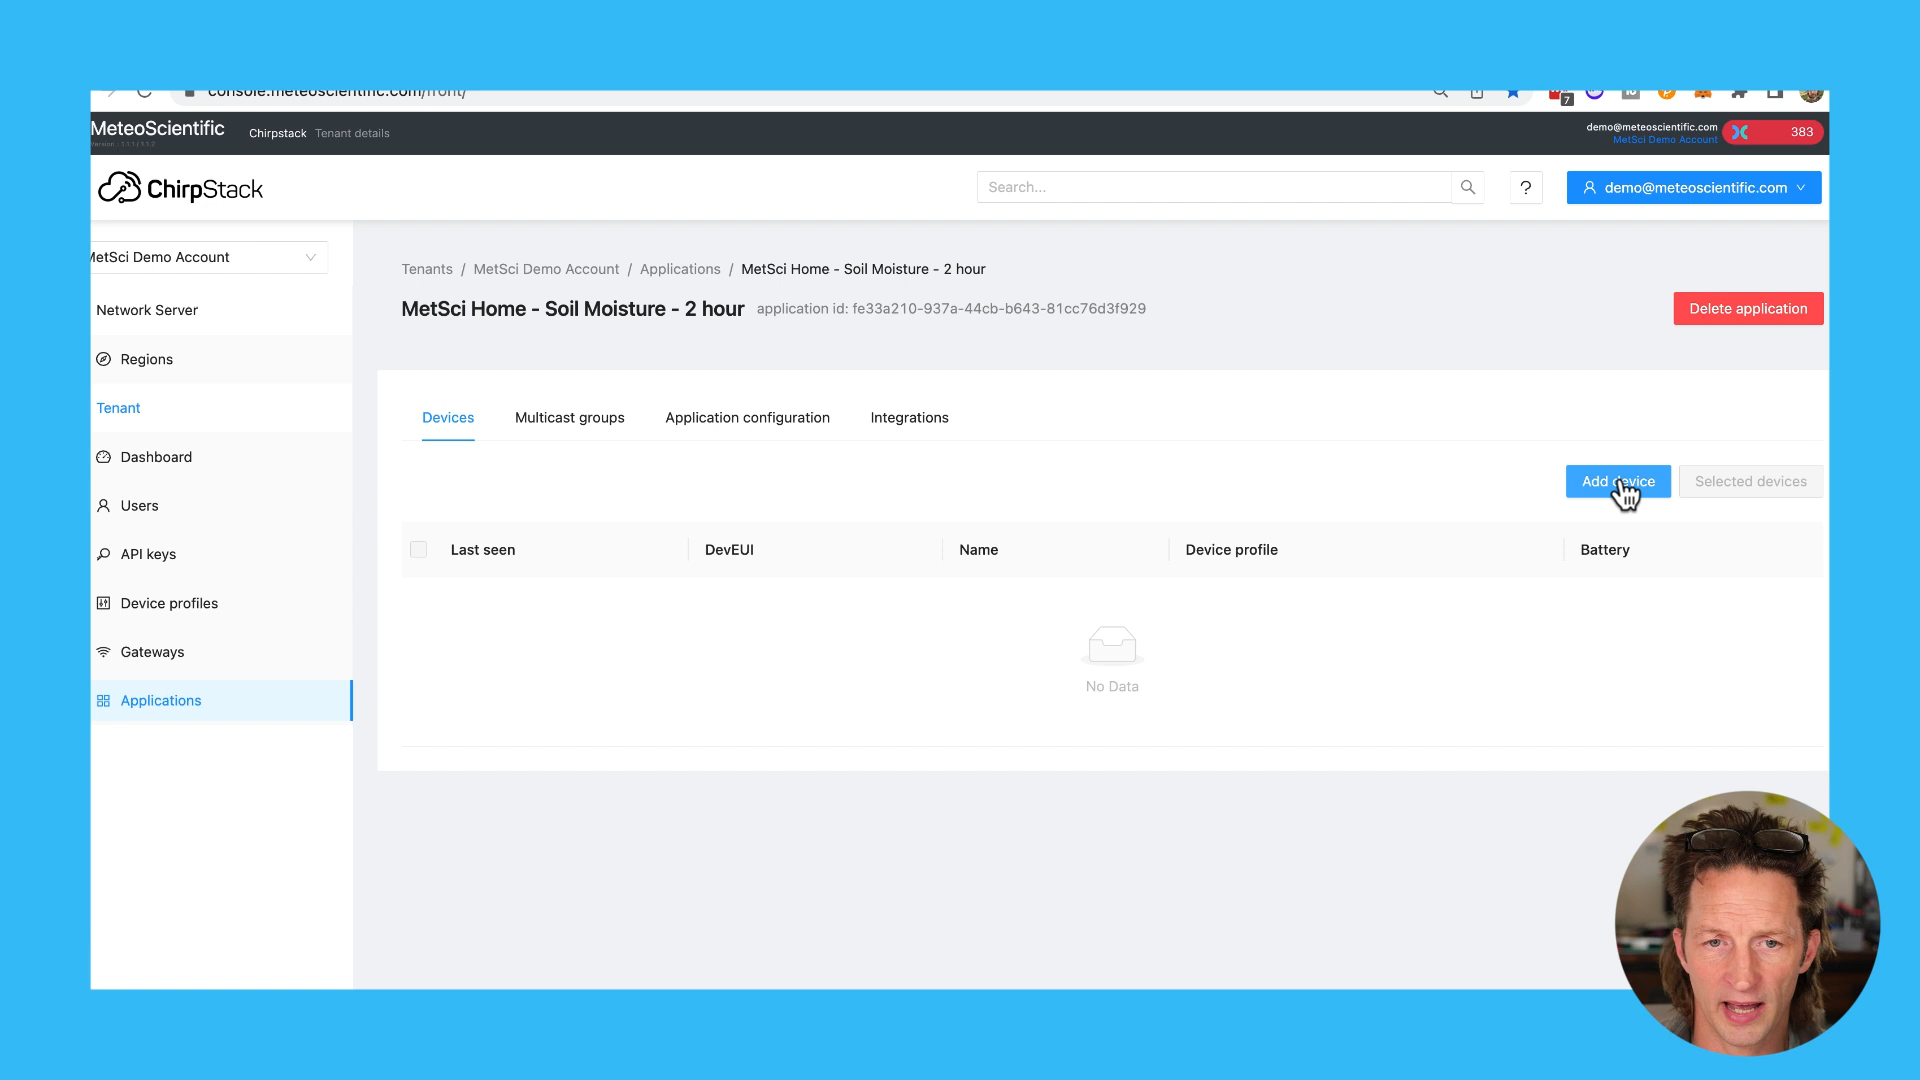 console.meteoscientific.com/front/
7
MeteoScientific
Version : 1.1.1 / 1.1.2
Chirpstack Tenant details
demo@meteoscientific.com
MetSci Demo Account
383
ChirpStack
Search...
?
demo@meteoscientific.com
MetSci Demo Account
Network Server
Regions
Tenant
Dashboard
Users
API keys
Device profiles
Gateways
Applications
Tenants / MetSci Demo Account / Applications / MetSci Home - Soil Moisture - 2 hour
MetSci Home - Soil Moisture - 2 hour application id: fe33a210-937a-44cb-b643-81cc76d3f929
Delete application
Devices Multicast groups Application configuration Integrations
Add device Selected devices
Last seen DevEUI Name Device profile Battery
No Data